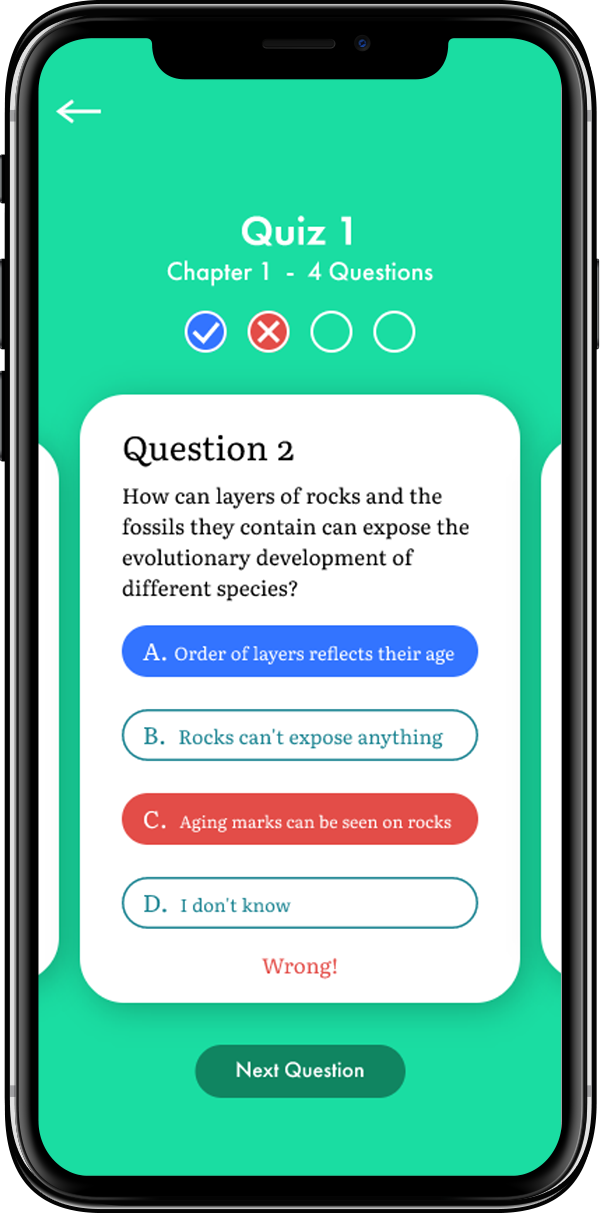 Quiz 1
Chapter 1 - 4 Questions
Question 2
How can layers of rocks and the
fossils they contain can expose the
evolutionary development of
different species?
A. Order of layers reflects their age
B. Rocks can't expose anything
C. Aging marks can be seen on rocks
D. I don't know
Wrong!
Next Question